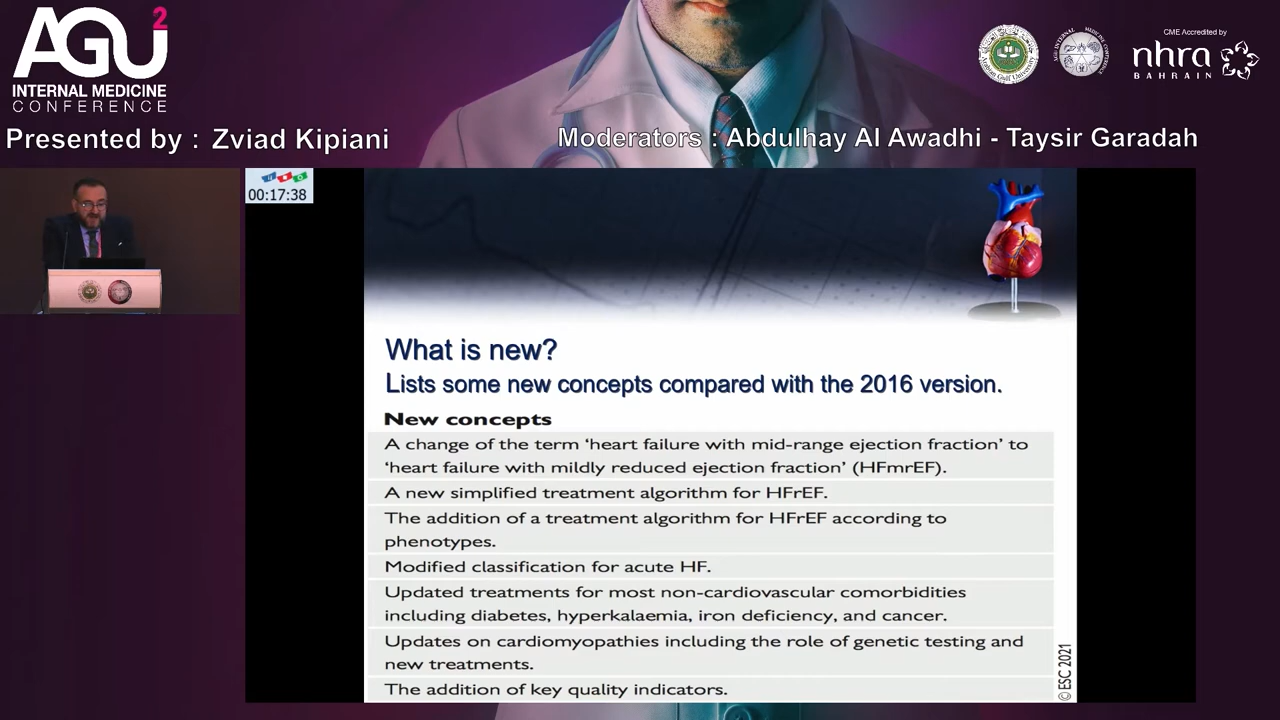 AGU2
INTERNAL MEDICINE
CONFERENCE
CME Accredited by
nhra
BAHRAIN
Presented by : Zviad Kipiani
Moderators : Abdulhay Al Awadhi - Taysir Garadah
00:17:38
What is new?
Lists some new concepts compared with the 2016 version.
New concepts
A change of the term ‘heart failure with mid-range ejection fraction’ to
‘heart failure with mildly reduced ejection fraction’ (HFmrEF).
A new simplified treatment algorithm for HFrEF.
The addition of a treatment algorithm for HFrEF according to
phenotypes.
Modified classification for acute HF.
Updated treatments for most non-cardiovascular comorbidities
including diabetes, hyperkalaemia, iron deficiency, and cancer.
Updates on cardiomyopathies including the role of genetic testing and
new treatments.
The addition of key quality indicators.
© ESC 2021